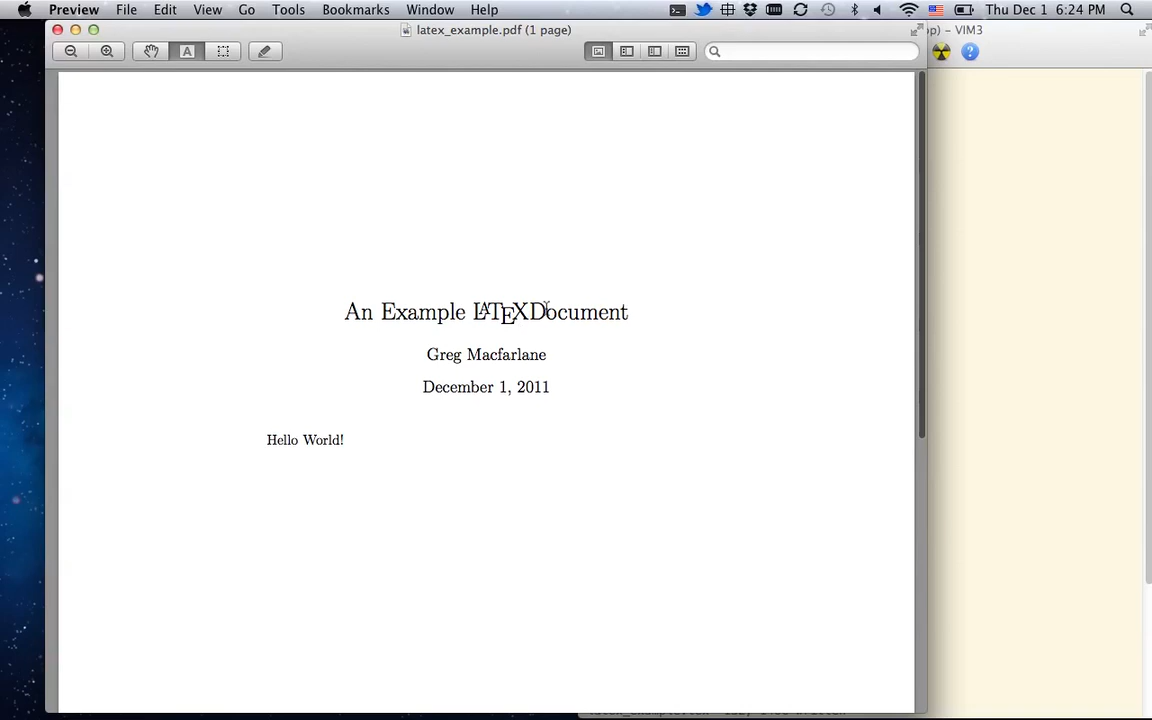 Preview File Edit View Go Tools Bookmarks Window Help Thu Dec 1 6:24 PM
latex_example.pdf (1 page)
– VIM3
An Example LATEXDocument
Greg Macfarlane
December 1, 2011
Hello World!